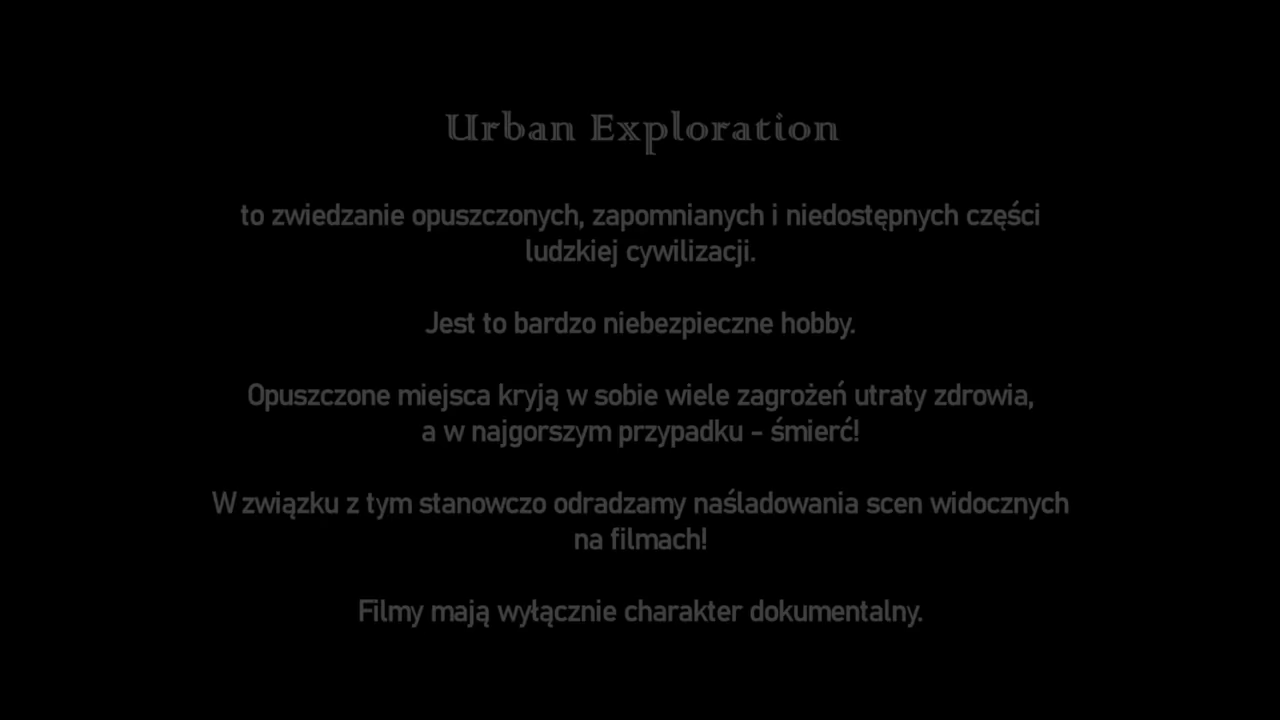 Urban Exploration
to zwiedzanie opuszczonych, zapomnianych i niedostępnych części
ludzkiej cywilizacji.
Jest to bardzo niebezpieczne hobby.
Opuszczone miejsca kryją w sobie wiele zagrożeń utraty zdrowia,
a w najgorszym przypadku - śmierć!
W związku z tym stanowczo odradzamy naśladowania scen widocznych
na filmach!
Filmy mają wyłącznie charakter dokumentalny.